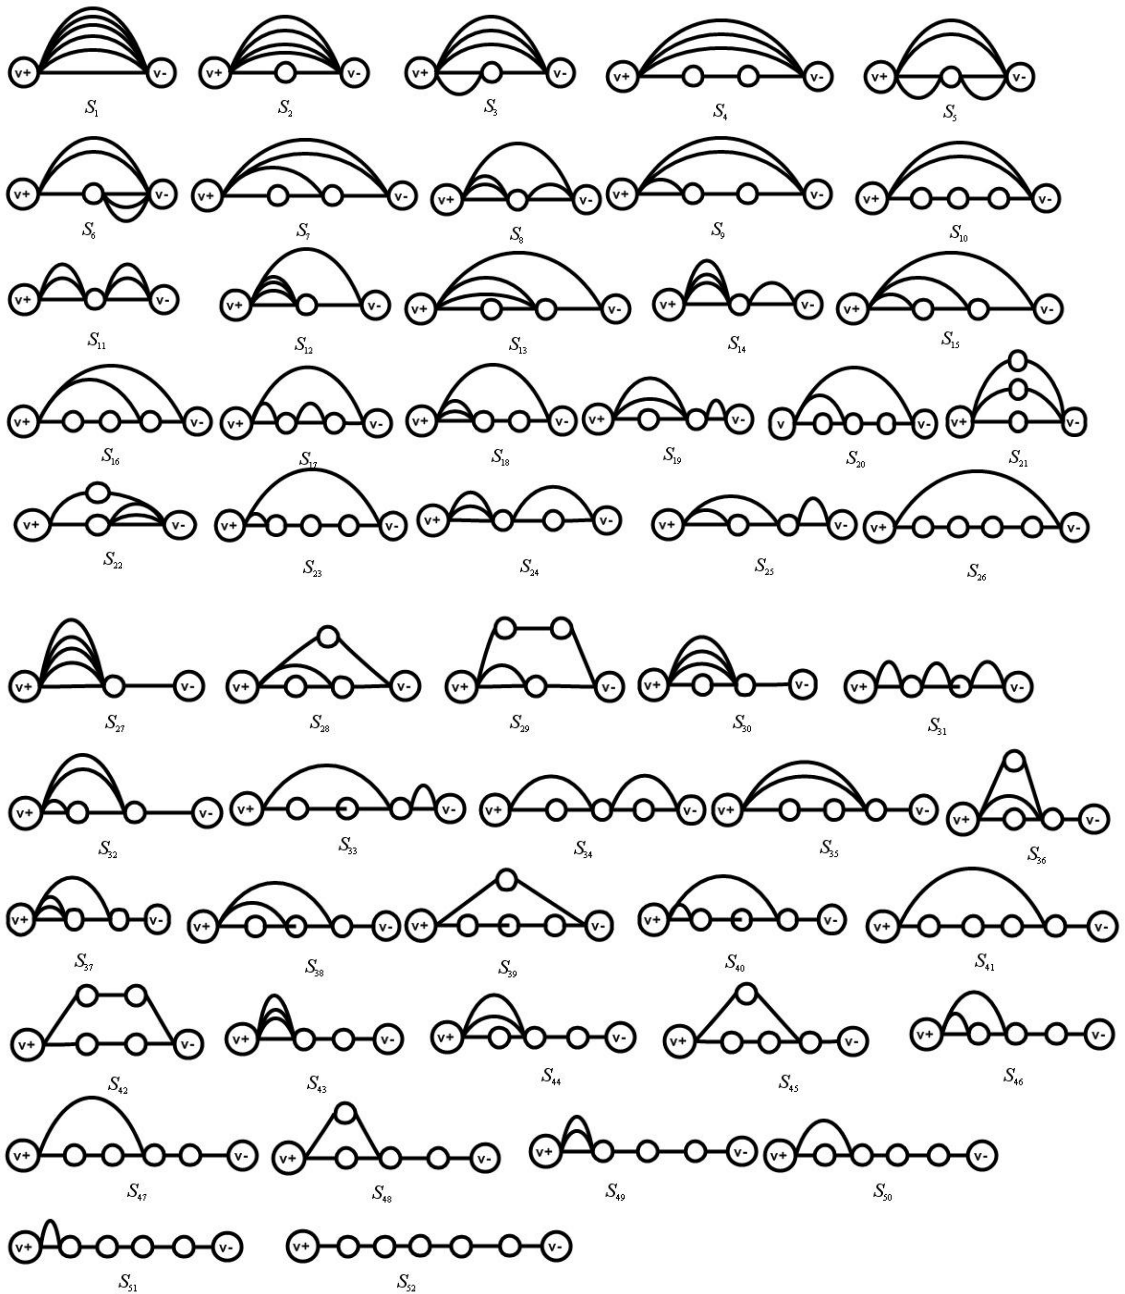 v+ v- v+ v- v+ v- v+ v- v+ v-
S1 S2 S3 S4 S5
v+ v- v+ v- v+ v- v+ v- v+ v-
S6 S7 S8 S9 S10
v+ v- v+ v- v+ v- v+ v- v+ v-
S11 S12 S13 S14 S15
v+ v- v+ v- v+ v- v+ v- v v- v+ v-
S16 S17 S18 S19 S20 S21
v+ v- v+ v- v+ v- v+ v- v+ v-
S22 S23 S24 S25 S26
v+ v- v+ v- v+ v- v+ v- v+ v-
S27 S28 S29 S30 S31
v+ v- v+ v- v+ v- v+ v- v+ v-
S32 S33 S34 S35 S36
v+ v- v+ v- v+ v- v+ v- v+ v-
S37 S38 S39 S40 S41
v+ v- v+ v- v+ v- v+ v- v+ v-
S42 S43 S44 S45 S46
v+ v- v+ v- v+ v- v+ v-
S47 S48 S49 S50
v+ v- v+ v-
S51 S52